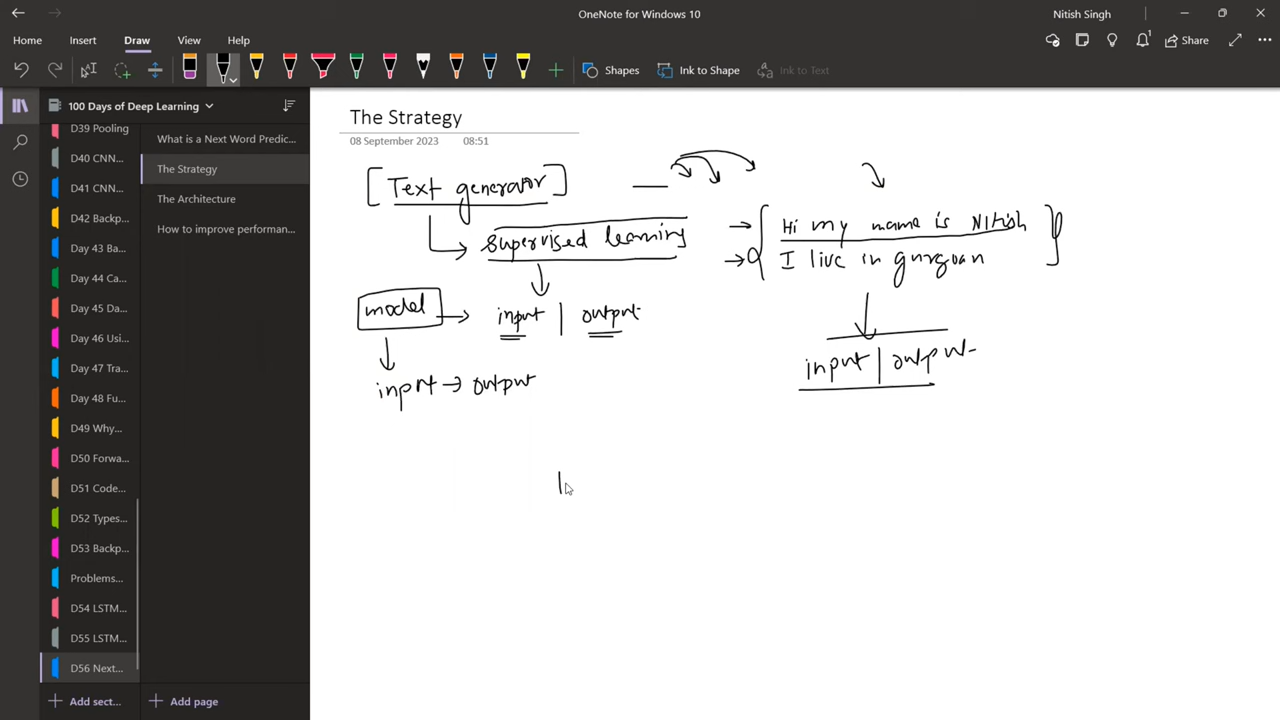 OneNote for Windows 10
Nitish Singh
Home
Insert
Draw
View
Help
Share
Shapes
Ink to Shape
Ink to Text
100 Days of Deep Learning
D39 Pooling
D40 CNN...
D41 CNN...
D42 Backp...
Day 43 Ba...
Day 44 Ca...
Day 45 Da...
Day 46 Usi...
Day 47 Tra...
Day 48 Fu...
D49 Why...
D50 Forwa...
D51 Code...
D52 Types...
D53 Backp...
Problems...
D54 LSTM...
D55 LSTM...
D56 Next...
Add sect...
What is a Next Word Predic...
The Strategy
The Architecture
How to improve performan...
Add page
The Strategy
08 September 2023 08:51
[Text generator]
supervised learning
model → input | output
input → output
Hi my name is Nitish
I live in gurgoan
input | output